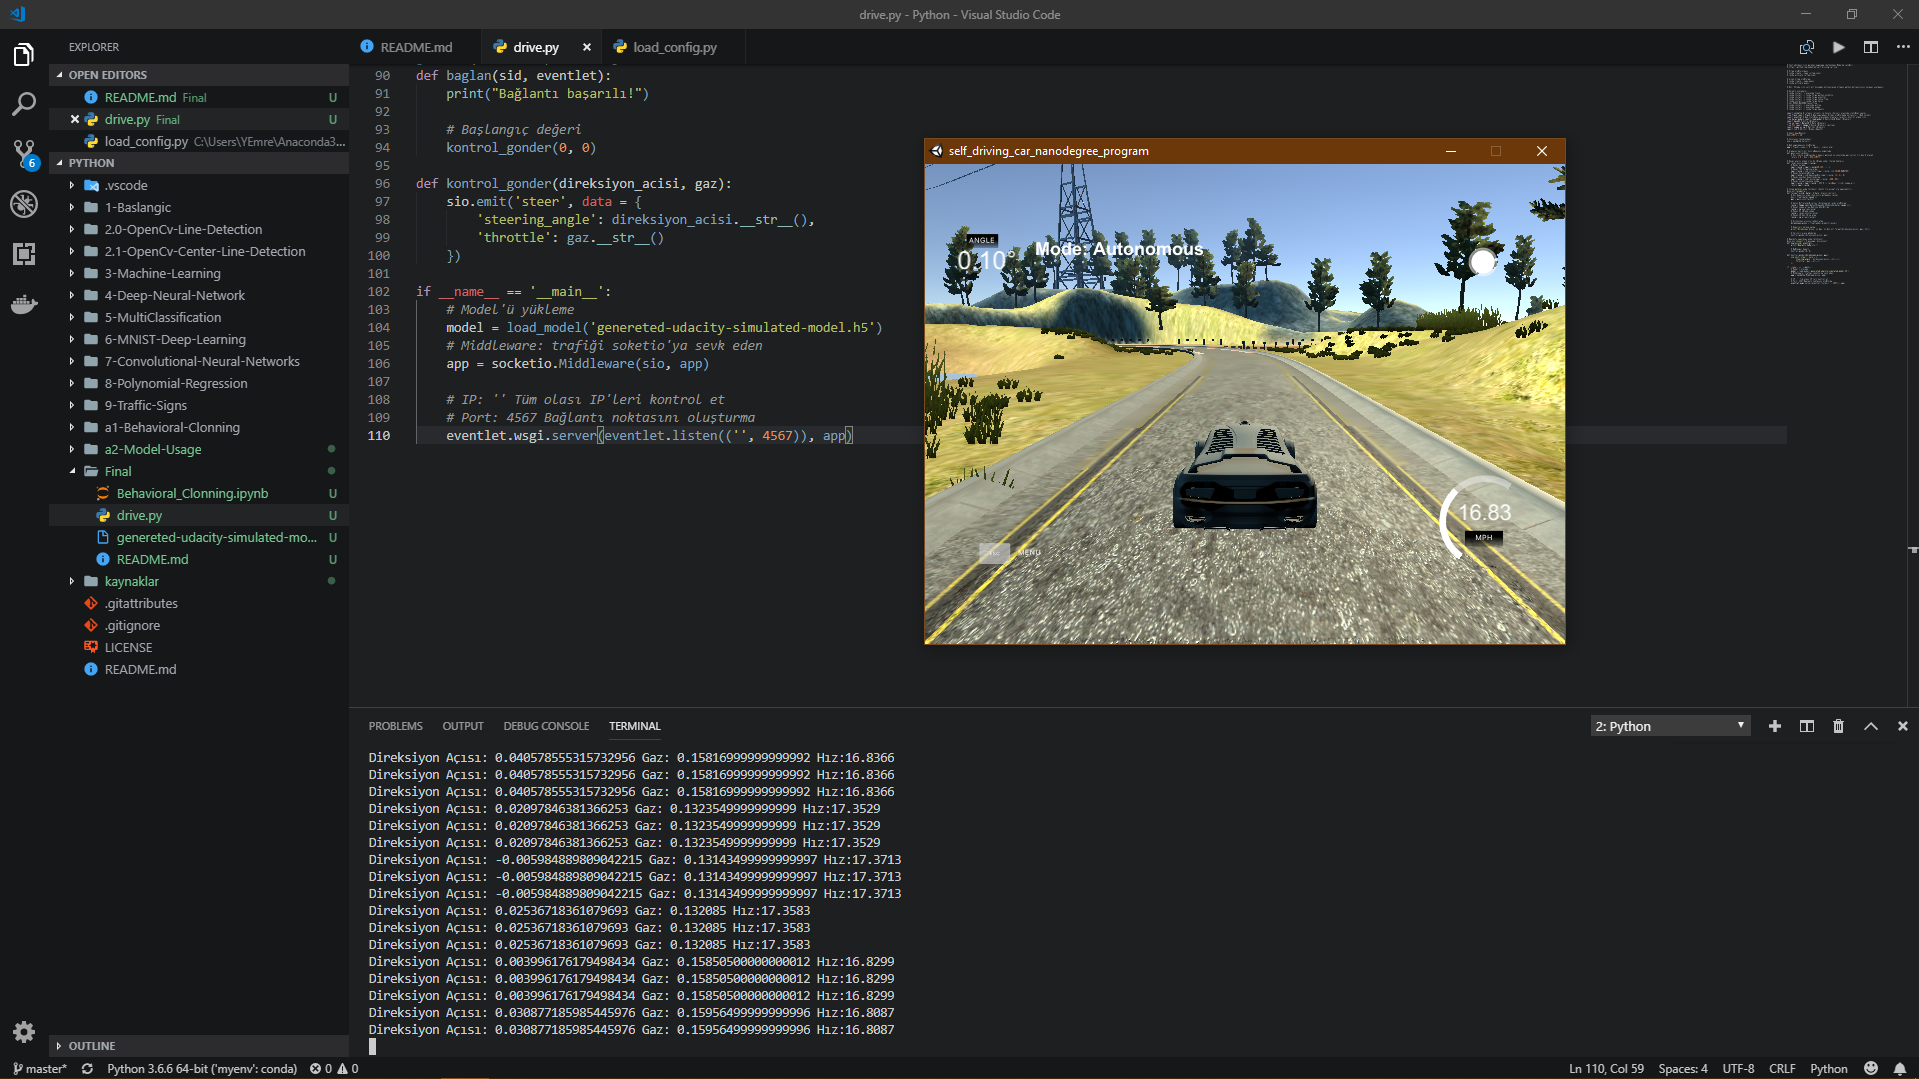 drive.py - Python - Visual Studio Code
EXPLORER
OPEN EDITORS
README.md Final U
drive.py Final U
load_config.py C:\Users\YEmre\Anaconda3...
PYTHON
.vscode
1-Baslangic
2.0-OpenCv-Line-Detection
2.1-OpenCv-Center-Line-Detection
3-Machine-Learning
4-Deep-Neural-Network
5-MultiClassification
6-MNIST-Deep-Learning
7-Convolutional-Neural-Networks
8-Polynomial-Regression
9-Traffic-Signs
a1-Behavioral-Clonning
a2-Model-Usage
Final
Behavioral_Clonning.ipynb U
drive.py U
genereted-udacity-simulated-mo... U
README.md U
kaynaklar
.gitattributes
.gitignore
LICENSE
README.md
OUTLINE
6
README.md
drive.py
load_config.py
90 def baglan(sid, eventlet):
91 print("Bağlantı başarılı!")
92
93 # Başlangıç değeri
94 kontrol_gonder(0, 0)
95
96 def kontrol_gonder(direksiyon_acisi, gaz):
97 sio.emit('steer', data = {
98 'steering_angle': direksiyon_acisi.__str__(),
99 'throttle': gaz.__str__()
100 })
101
102 if __name__ == '__main__':
103 # Model'ü yükleme
104 model = load_model('genereted-udacity-simulated-model.h5')
105 # Middleware: trafiği soketio'ya sevk eden
106 app = socketio.Middleware(sio, app)
107
108 # IP: '' Tüm olası IP'leri kontrol et
109 # Port: 4567 Bağlantı noktasını oluşturma
110 eventlet.wsgi.server(eventlet.listen(('', 4567)), app)
self_driving_car_nanodegree_program
ANGLE
0.10°
Mode: Autonomous
16.83
MPH
MENU
PROBLEMS OUTPUT DEBUG CONSOLE TERMINAL
2: Python
Direksiyon Açısı: 0.040578555315732956 Gaz: 0.15816999999999992 Hız:16.8366
Direksiyon Açısı: 0.040578555315732956 Gaz: 0.15816999999999992 Hız:16.8366
Direksiyon Açısı: 0.040578555315732956 Gaz: 0.15816999999999992 Hız:16.8366
Direksiyon Açısı: 0.02097846381366253 Gaz: 0.1323549999999999 Hız:17.3529
Direksiyon Açısı: 0.02097846381366253 Gaz: 0.1323549999999999 Hız:17.3529
Direksiyon Açısı: 0.02097846381366253 Gaz: 0.1323549999999999 Hız:17.3529
Direksiyon Açısı: -0.005984889809042215 Gaz: 0.13143499999999997 Hız:17.3713
Direksiyon Açısı: -0.005984889809042215 Gaz: 0.13143499999999997 Hız:17.3713
Direksiyon Açısı: -0.005984889809042215 Gaz: 0.13143499999999997 Hız:17.3713
Direksiyon Açısı: 0.02536718361079693 Gaz: 0.132085 Hız:17.3583
Direksiyon Açısı: 0.02536718361079693 Gaz: 0.132085 Hız:17.3583
Direksiyon Açısı: 0.02536718361079693 Gaz: 0.132085 Hız:17.3583
Direksiyon Açısı: 0.003996176179498434 Gaz: 0.15850500000000012 Hız:16.8299
Direksiyon Açısı: 0.003996176179498434 Gaz: 0.15850500000000012 Hız:16.8299
Direksiyon Açısı: 0.003996176179498434 Gaz: 0.15850500000000012 Hız:16.8299
Direksiyon Açısı: 0.030877185985445976 Gaz: 0.15956499999999996 Hız:16.8087
Direksiyon Açısı: 0.030877185985445976 Gaz: 0.15956499999999996 Hız:16.8087
master* Python 3.6.6 64-bit ('myenv': conda) 0 0 Ln 110, Col 59 Spaces: 4 UTF-8 CRLF Python